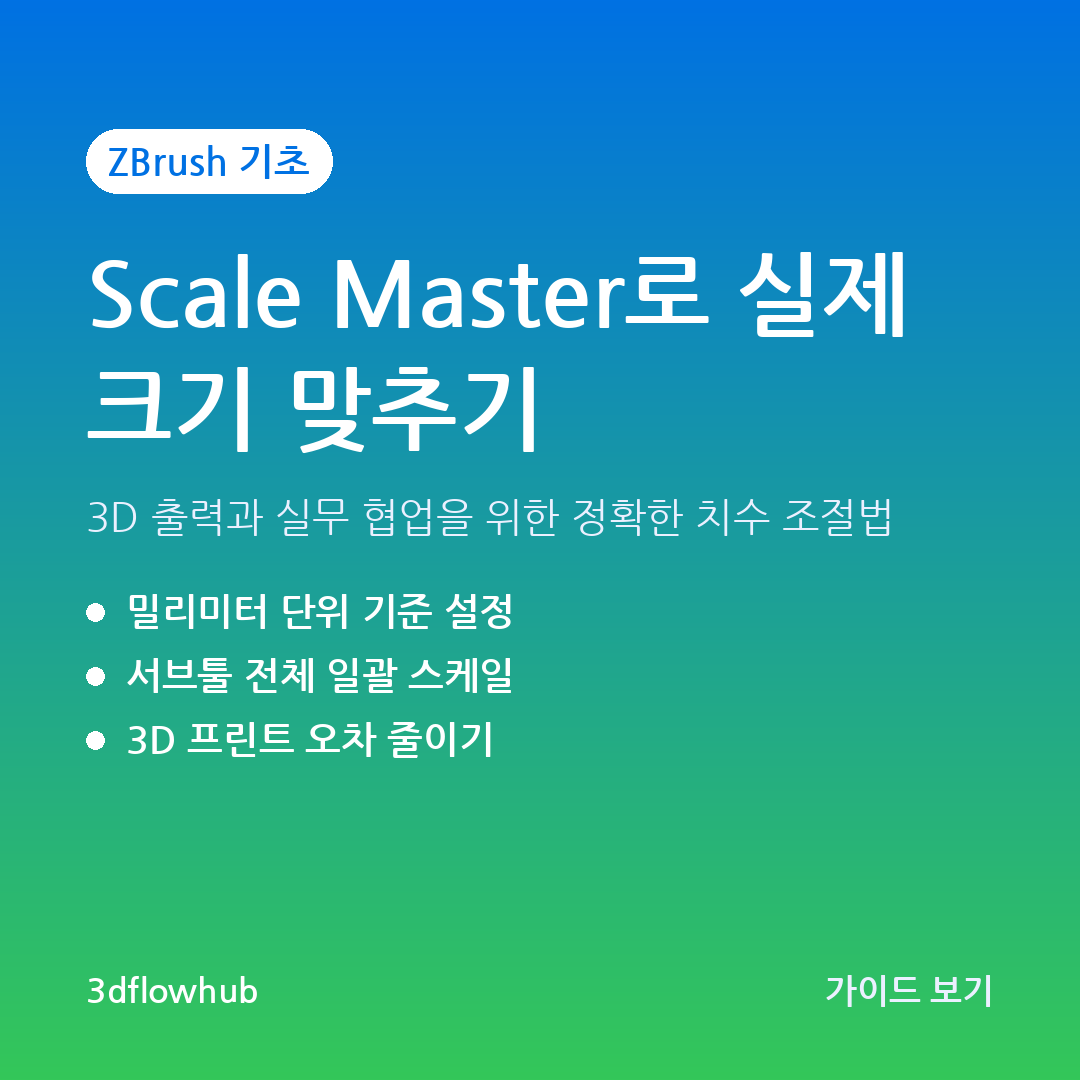 ZBrush 기초
Scale Master로 실제
크기 맞추기
3D 출력과 실무 협업을 위한 정확한 치수 조절법
밀리미터 단위 기준 설정
서브툴 전체 일괄 스케일
3D 프린트 오차 줄이기
3dflowhub
가이드 보기